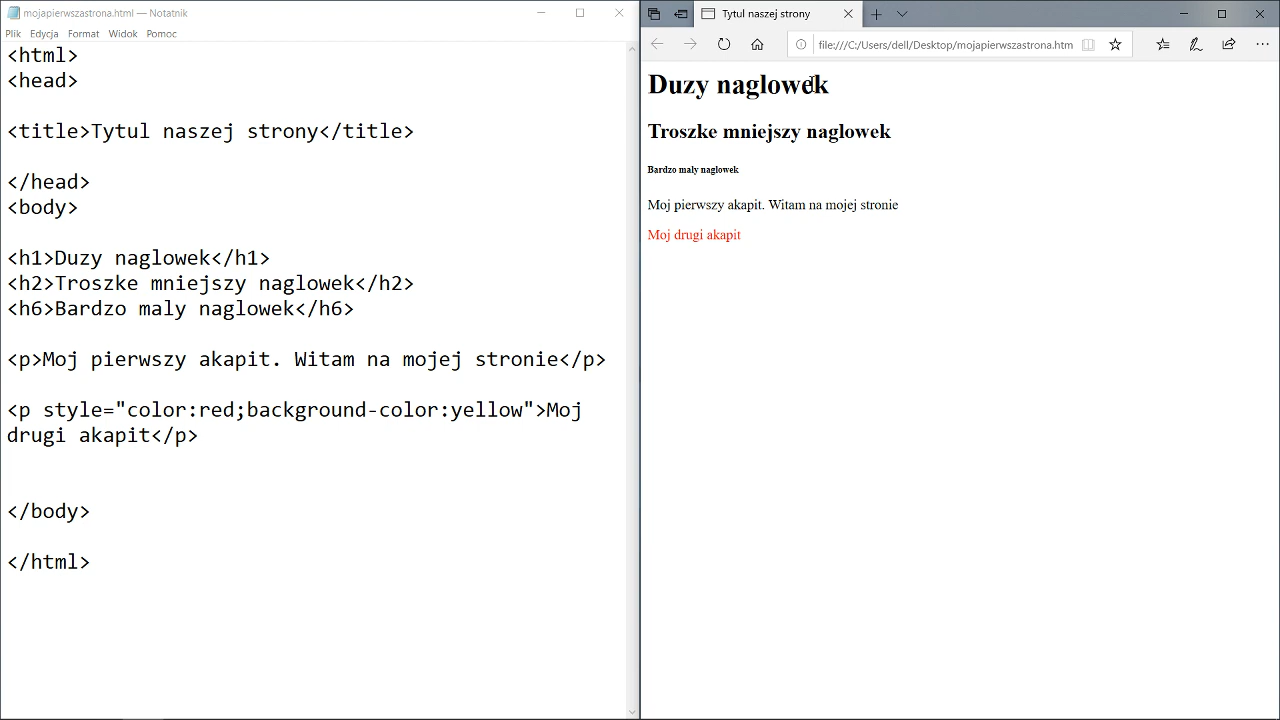 mojapierwszastrona.html — Notatnik
Plik Edycja Format Widok Pomoc
<html>
<head>
<title>Tytul naszej strony</title>
</head>
<body>
<h1>Duzy naglowek</h1>
<h2>Troszke mniejszy naglowek</h2>
<h6>Bardzo maly naglowek</h6>
<p>Moj pierwszy akapit. Witam na mojej stronie</p>
<p style="color:red;background-color:yellow">Moj
drugi akapit</p>
</body>
</html>
Tytul naszej strony
file:///C:/Users/dell/Desktop/mojapierwszastrona.htm
Duzy naglowek
Troszke mniejszy naglowek
Bardzo maly naglowek
Moj pierwszy akapit. Witam na mojej stronie
Moj drugi akapit